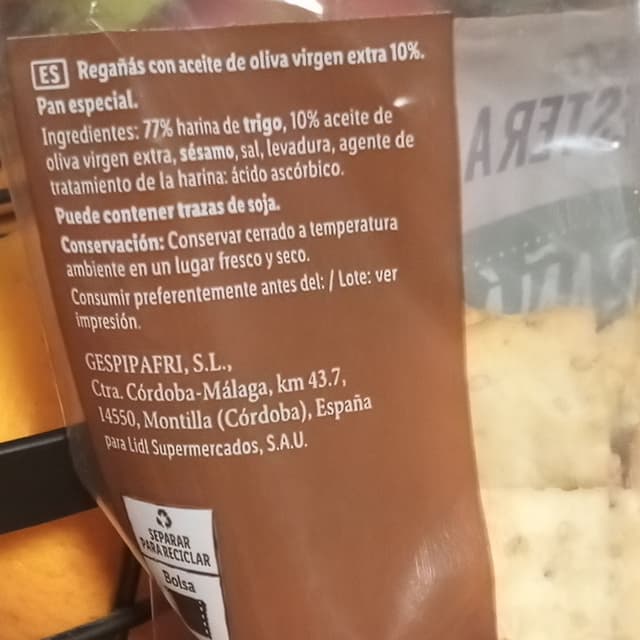 ES Regañás con aceite de oliva virgen extra 10%.
Pan especial.
Ingredientes: 77% harina de trigo, 10% aceite de
oliva virgen extra, sésamo, sal, levadura, agente de
tratamiento de la harina: ácido ascórbico.
Puede contener trazas de soja.
Conservación: Conservar cerrado a temperatura
ambiente en un lugar fresco y seco.
Consumir preferentemente antes del: / Lote: ver
impresión.
GESPIPAFRI, S.L.,
Ctra. Córdoba-Málaga, km 43.7,
14550, Montilla (Córdoba), España
para Lidl Supermercados, S.A.U.
SEPARAR
PARA RECICLAR
Bolsa